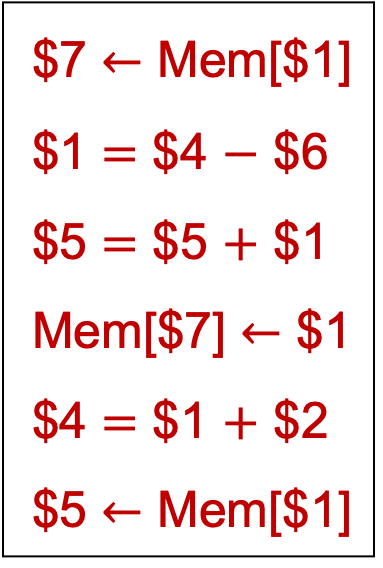 $7 ← Mem[$1]
$1 = $4 − $6
$5 = $5 + $1
Mem[$7] ← $1
$4 = $1 + $2
$5 ← Mem[$1]